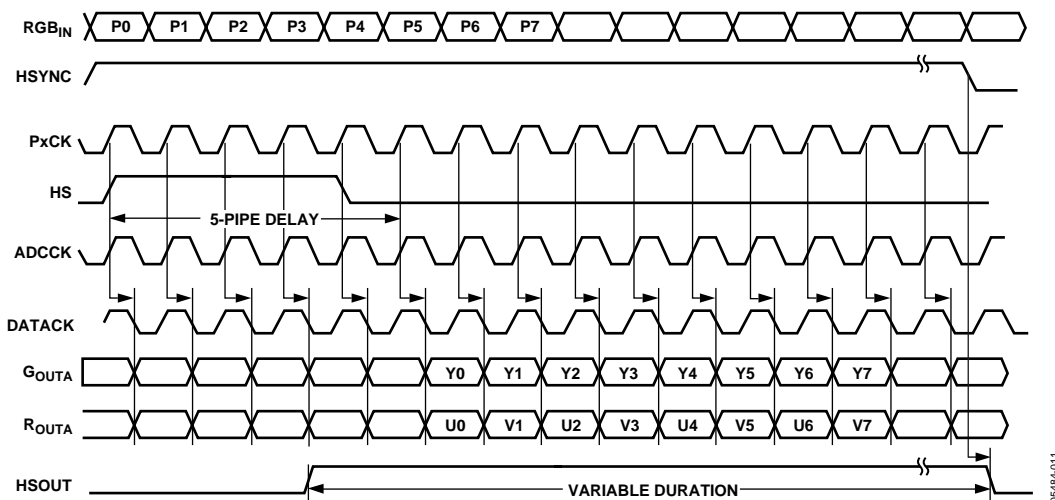 RGBIN P0 P1 P2 P3 P4 P5 P6 P7
HSYNC
PxCK
HS
5-PIPE DELAY
ADCCK
DATACK
GOUTA Y0 Y1 Y2 Y3 Y4 Y5 Y6 Y7
ROUTA U0 V1 U2 V3 U4 V5 U6 V7
HSOUT VARIABLE DURATION
05484-011